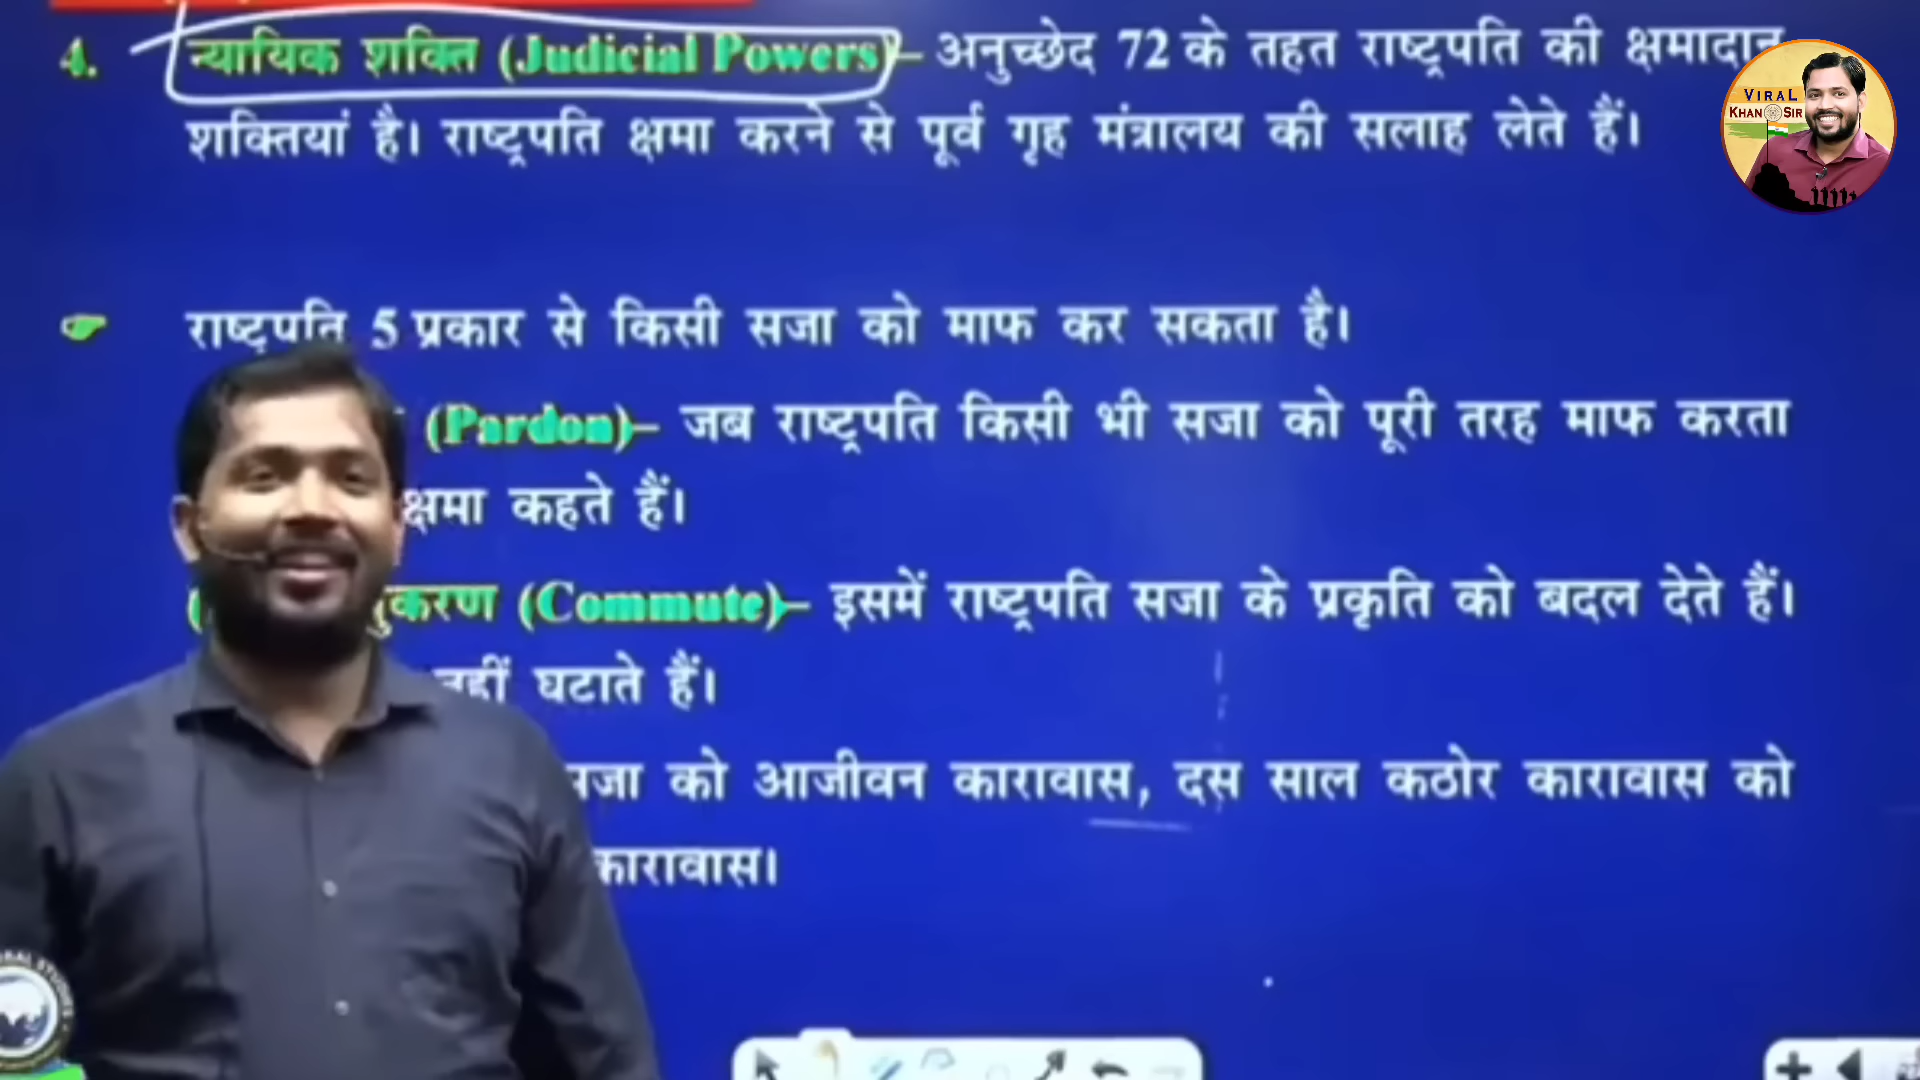 4. न्यायिक शक्ति (Judicial Powers)– अनुच्छेद 72 के तहत राष्ट्रपति की क्षमादान
शक्तियां है। राष्ट्रपति क्षमा करने से पूर्व गृह मंत्रालय की सलाह लेते हैं।
VIRAL
KHAN SIR
राष्ट्रपति 5 प्रकार से किसी सजा को माफ कर सकता है।
(Pardon)– जब राष्ट्रपति किसी भी सजा को पूरी तरह माफ करता
क्षमा कहते हैं।
(Commute)– इसमें राष्ट्रपति सजा के प्रकृति को बदल देते हैं।
नहीं घटाते हैं।
सजा को आजीवन कारावास, दस साल कठोर कारावास को
कारावास।